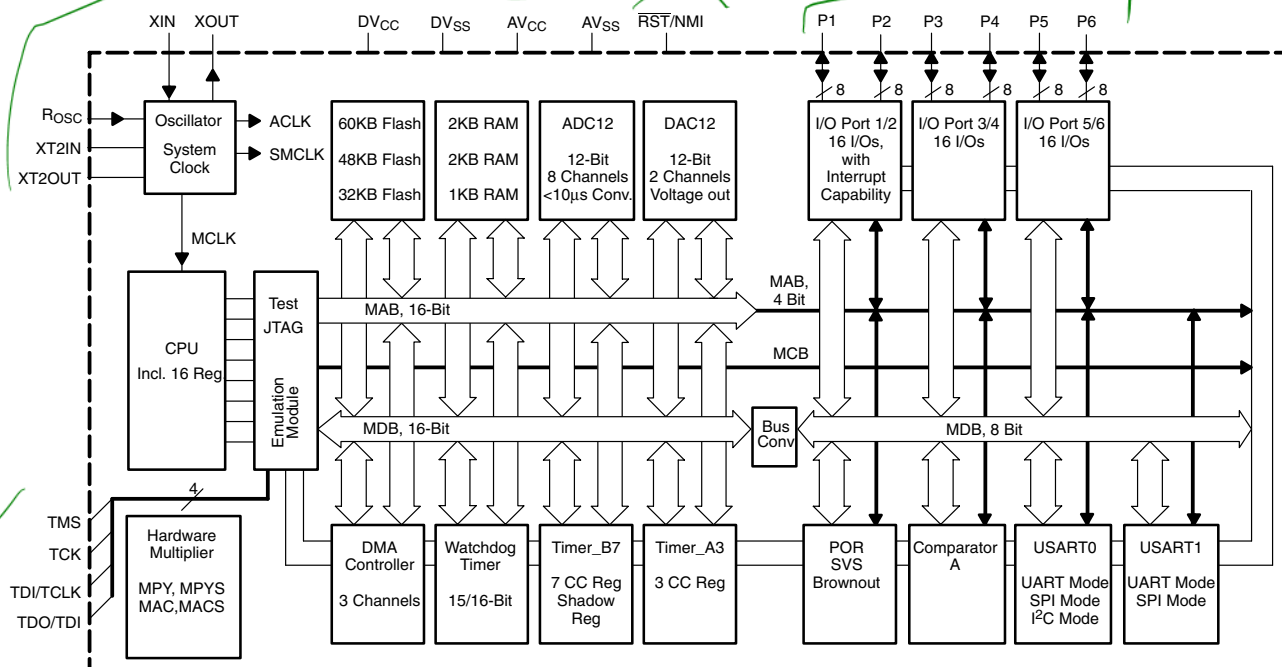 XIN XOUT DVCC DVSS AVCC AVSS RST/NMI P1 P2 P3 P4 P5 P6
8 8 8 8 8 8
ROSC
XT2IN
XT2OUT
Oscillator
System
Clock
ACLK
SMCLK
60KB Flash
48KB Flash
32KB Flash
2KB RAM
2KB RAM
1KB RAM
ADC12
12-Bit
8 Channels
<10µs Conv.
DAC12
12-Bit
2 Channels
Voltage out
I/O Port 1/2
16 I/Os,
with
Interrupt
Capability
I/O Port 3/4
16 I/Os
I/O Port 5/6
16 I/Os
MCLK
CPU
Incl. 16 Reg
Test
JTAG
Emulation
Module
MAB, 16-Bit
MAB,
4 Bit
MCB
MDB, 16-Bit
Bus
Conv
MDB, 8 Bit
4
TMS
TCK
TDI/TCLK
TDO/TDI
Hardware
Multiplier
MPY, MPYS
MAC,MACS
DMA
Controller
3 Channels
Watchdog
Timer
15/16-Bit
Timer_B7
7 CC Reg
Shadow
Reg
Timer_A3
3 CC Reg
POR
SVS
Brownout
Comparator
A
USART0
UART Mode
SPI Mode
I2C Mode
USART1
UART Mode
SPI Mode